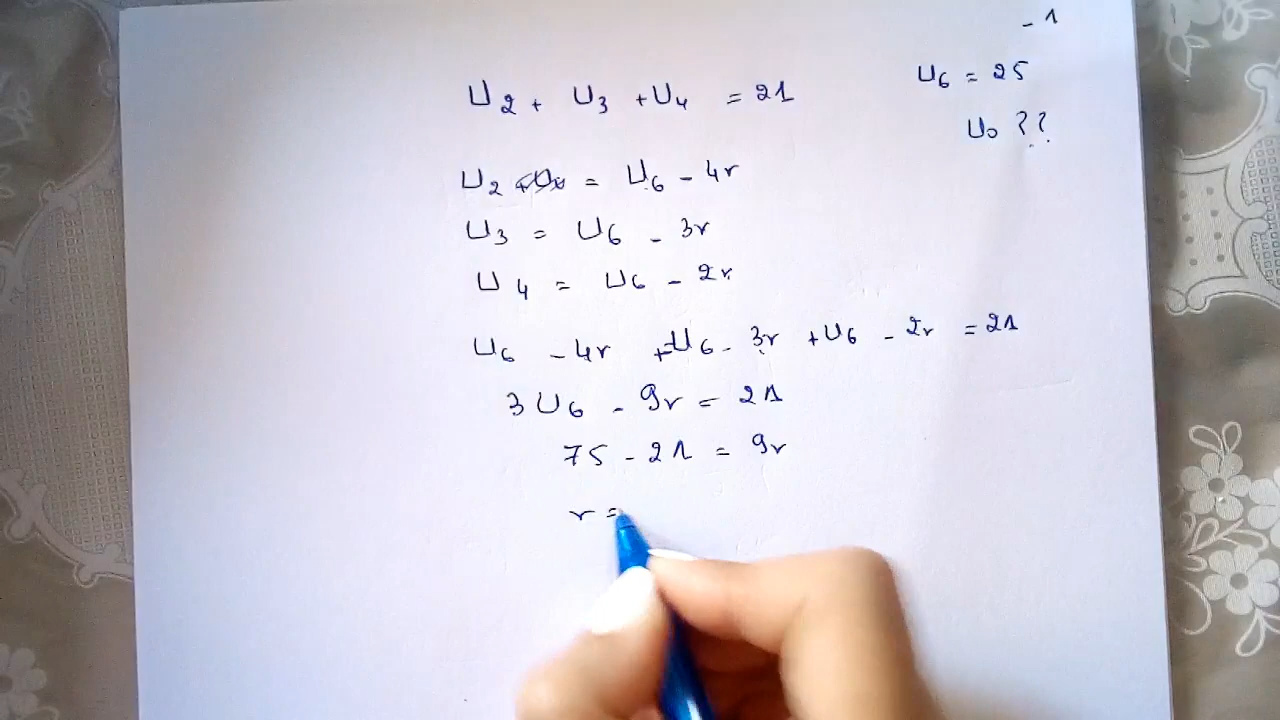 - 1
U6 = 25
U2 + U3 + U4 = 21
U0 ??
U2 = U6 - 4r
U3 = U6 - 3r
U4 = U6 - 2r
U6 - 4r + U6 - 3r + U6 - 2r = 21
3U6 - 9r = 21
75 - 21 = 9r
r =